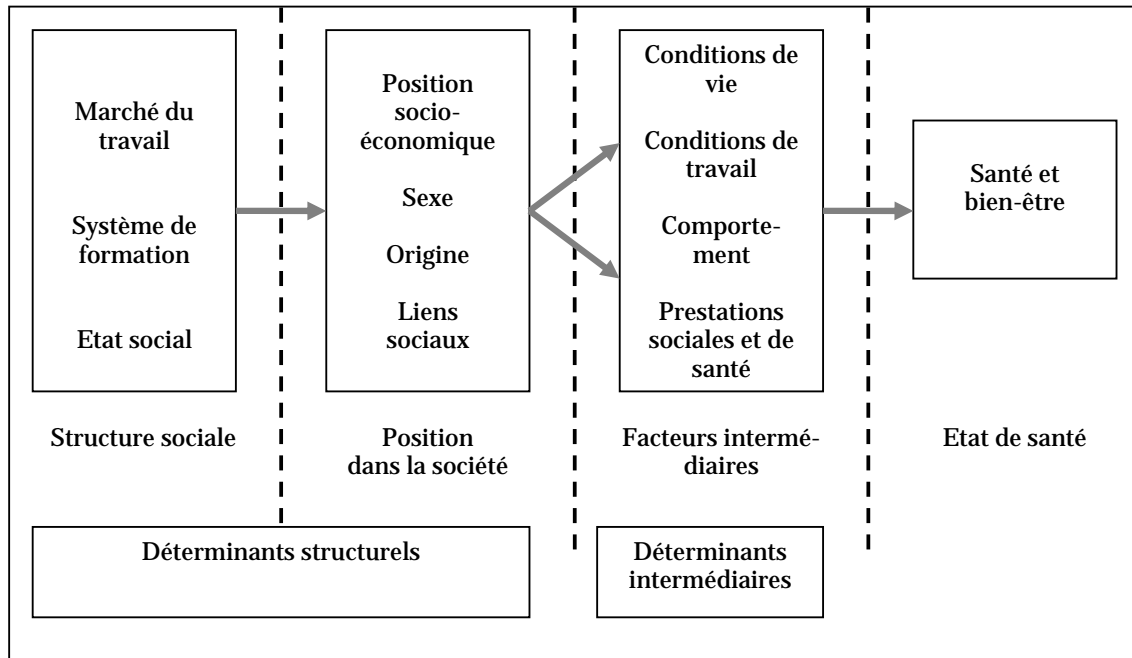 Marché du
travail
Système de
formation
Etat social
Structure sociale
Position
socio-
économique
Sexe
Origine
Liens
sociaux
Position
dans la société
Conditions de
vie
Conditions de
travail
Comporte-
ment
Prestations
sociales et de
santé
Facteurs intermé-
diaires
Santé et
bien-être
Etat de santé
Déterminants structurels
Déterminants
intermédiaires